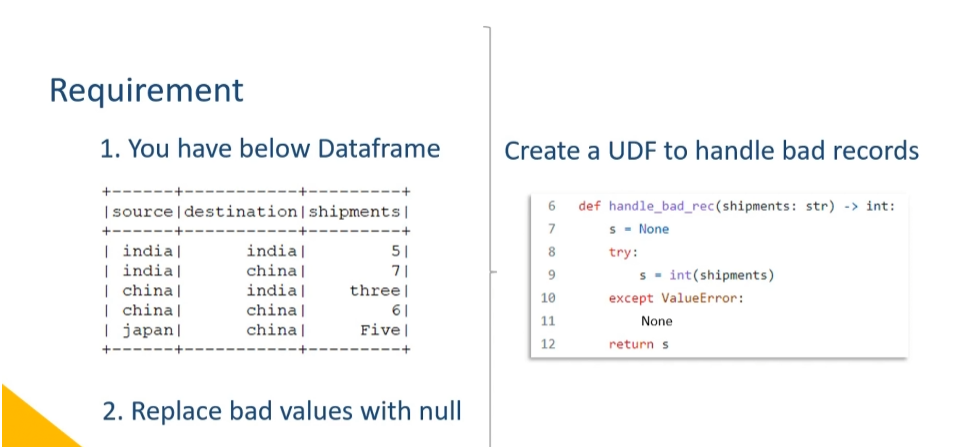 Requirement
1. You have below Dataframe
+------+-----------+---------+
|source|destination|shipments|
+------+-----------+---------+
| india|      india|        5|
| india|      china|        7|
| china|      india|    three|
| china|      china|        6|
| japan|      china|     Five|
+------+-----------+---------+
2. Replace bad values with null
Create a UDF to handle bad records
6 def handle_bad_rec(shipments: str) -> int:
7     s = None
8     try:
9         s = int(shipments)
10     except ValueError:
11         None
12     return s